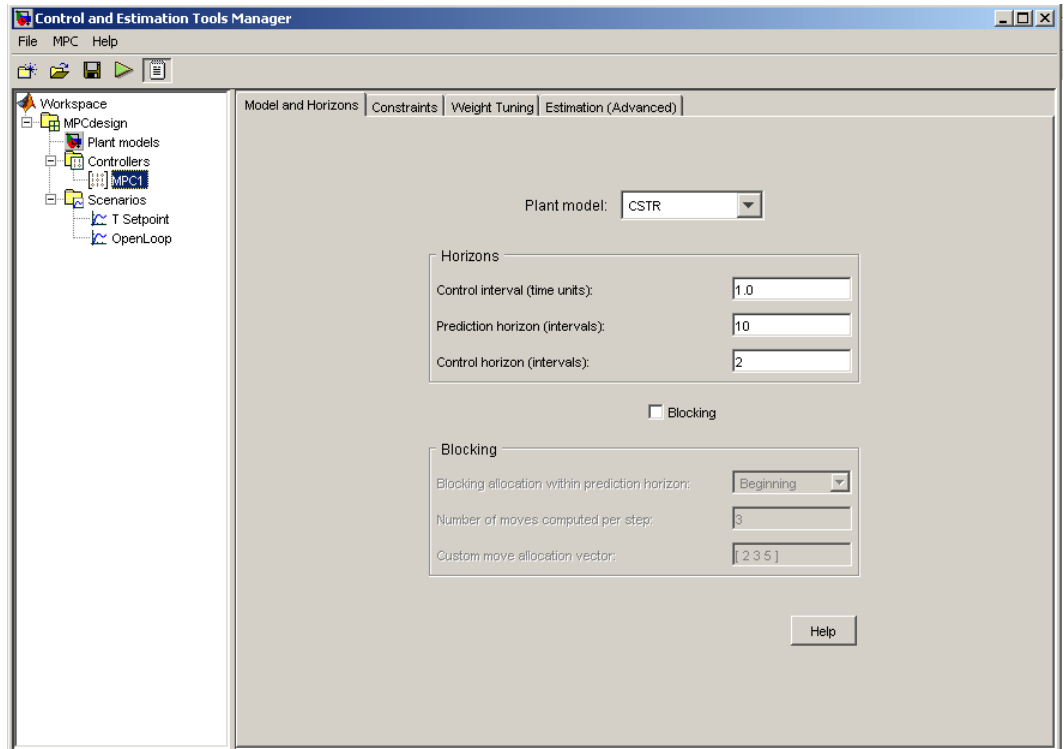 Control and Estimation Tools Manager
File MPC Help
Workspace
MPCdesign
Plant models
Controllers
MPC1
Scenarios
T Setpoint
OpenLoop
Model and Horizons Constraints Weight Tuning Estimation (Advanced)
Plant model: CSTR
Horizons
Control interval (time units): 1.0
Prediction horizon (intervals): 10
Control horizon (intervals): 2
Blocking
Blocking
Blocking allocation within prediction horizon: Beginning
Number of moves computed per step: 3
Custom move allocation vector: [ 2 3 5 ]
Help